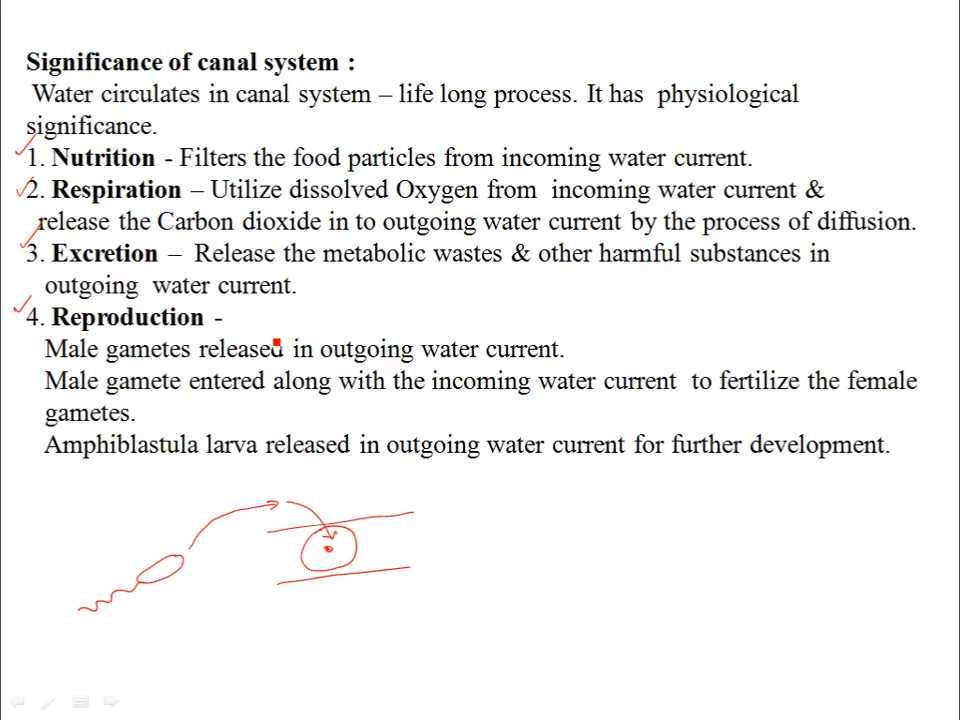 Significance of canal system :
Water circulates in canal system – life long process. It has physiological
significance.
1. Nutrition - Filters the food particles from incoming water current.
2. Respiration – Utilize dissolved Oxygen from incoming water current &
release the Carbon dioxide in to outgoing water current by the process of diffusion.
3. Excretion – Release the metabolic wastes & other harmful substances in
outgoing water current.
4. Reproduction -
Male gametes released in outgoing water current.
Male gamete entered along with the incoming water current to fertilize the female
gametes.
Amphiblastula larva released in outgoing water current for further development.